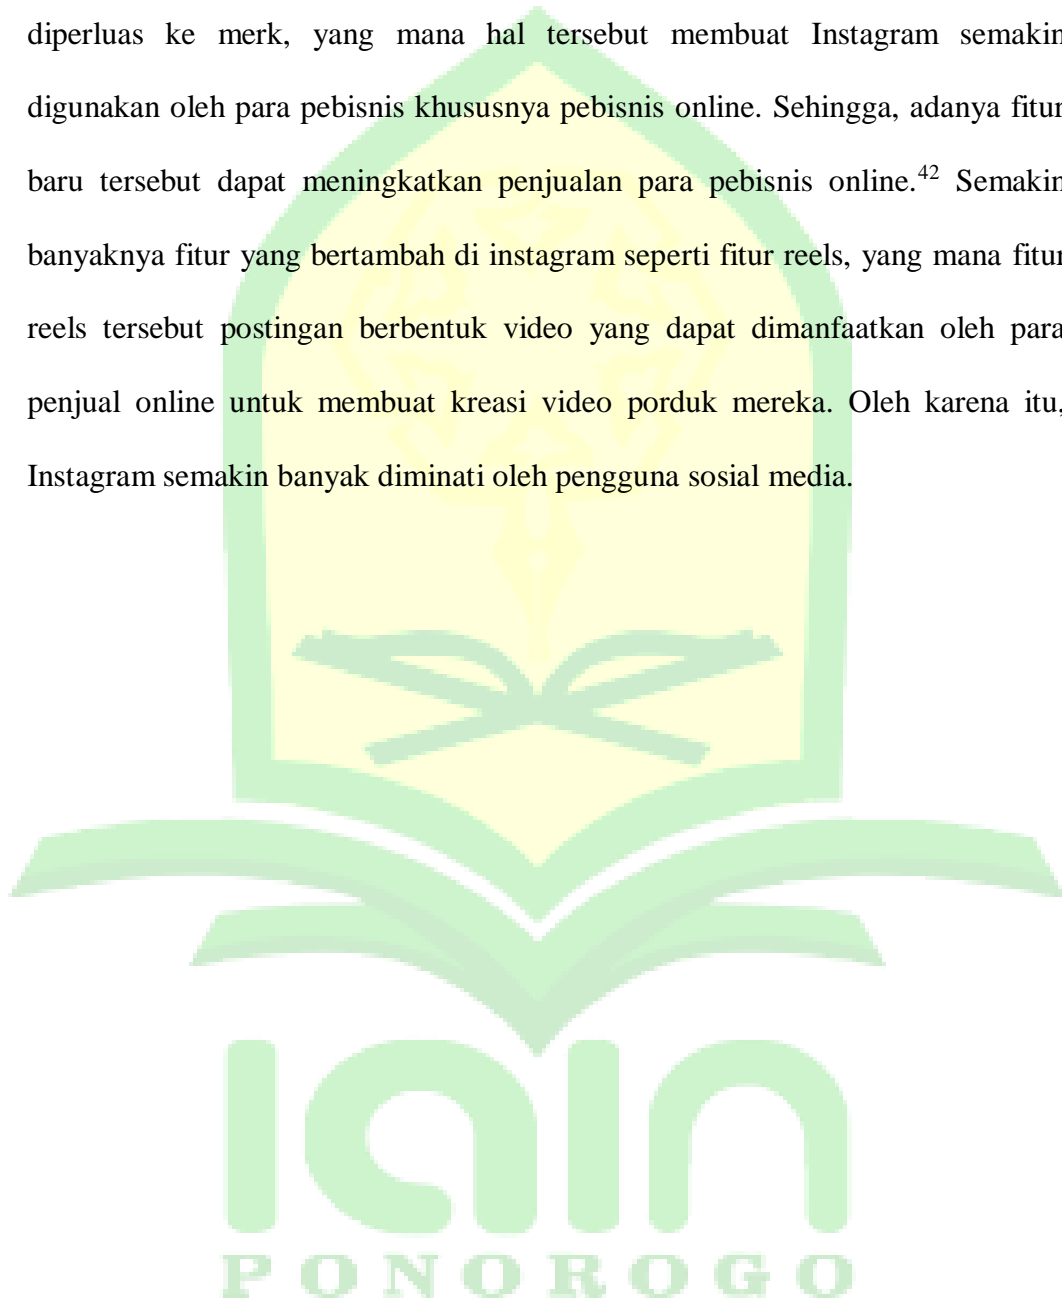 diperluas ke merk, yang mana hal tersebut membuat Instagram semakin
digunakan oleh para pebisnis khususnya pebisnis online. Sehingga, adanya fitur
baru tersebut dapat meningkatkan penjualan para pebisnis online.⁴² Semakin
banyaknya fitur yang bertambah di instagram seperti fitur reels, yang mana fitur
reels tersebut postingan berbentuk video yang dapat dimanfaatkan oleh para
penjual online untuk membuat kreasi video porduk mereka. Oleh karena itu,
Instagram semakin banyak diminati oleh pengguna sosial media.
iain
PONOROGO